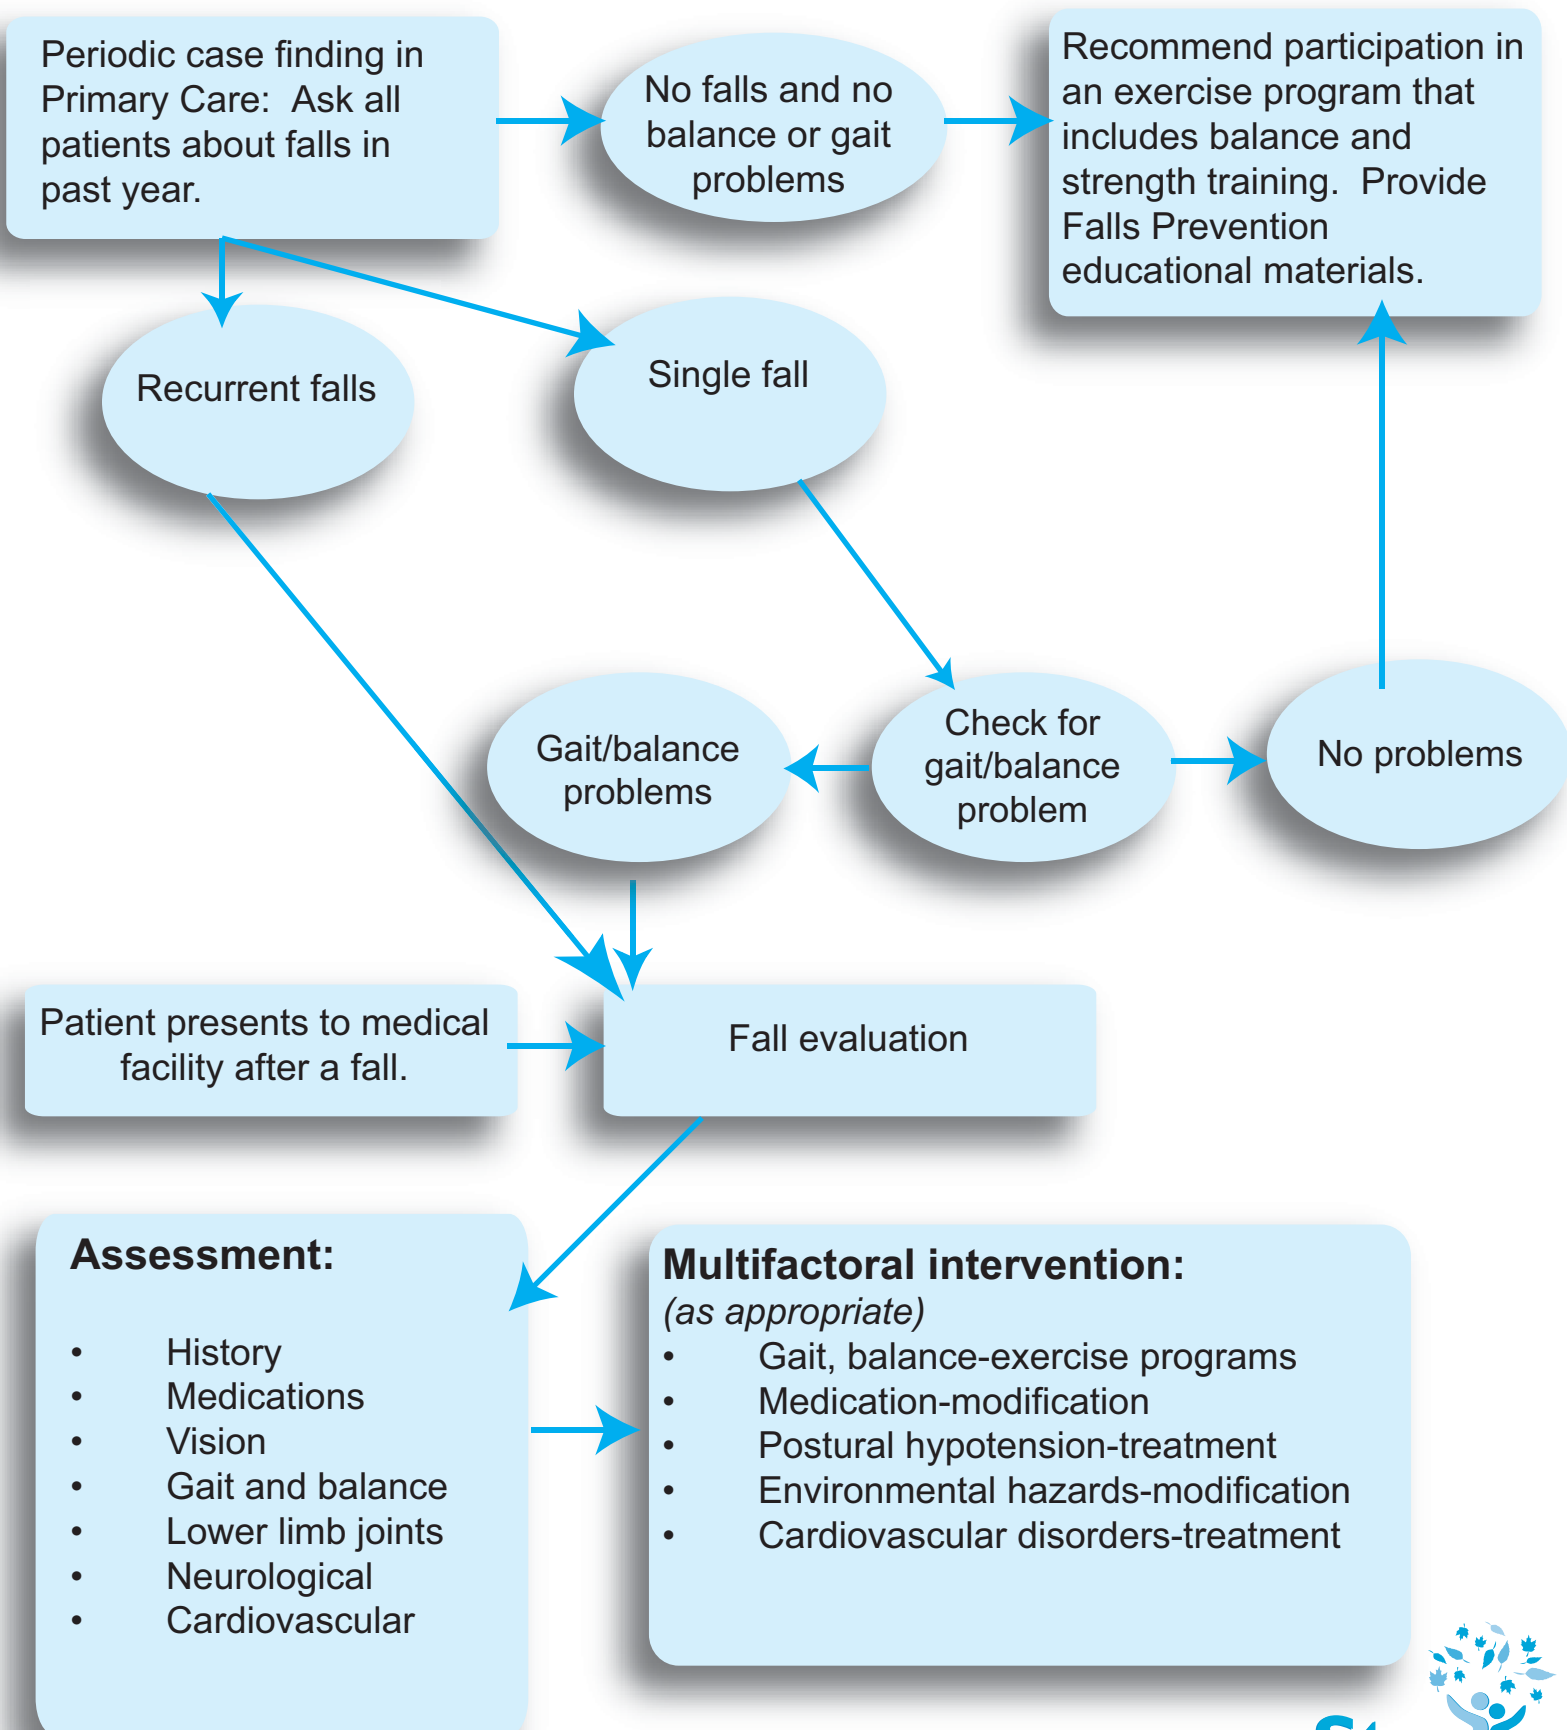 Periodic case finding in
Primary Care: Ask all
patients about falls in
past year.
No falls and no
balance or gait
problems
Recommend participation in
an exercise program that
includes balance and
strength training. Provide
Falls Prevention
educational materials.
Recurrent falls
Single fall
Gait/balance
problems
Check for
gait/balance
problem
No problems
Patient presents to medical
facility after a fall.
Fall evaluation
Assessment:
• History
• Medications
• Vision
• Gait and balance
• Lower limb joints
• Neurological
• Cardiovascular
Multifactoral intervention:
(as appropriate)
• Gait, balance-exercise programs
• Medication-modification
• Postural hypotension-treatment
• Environmental hazards-modification
• Cardiovascular disorders-treatment